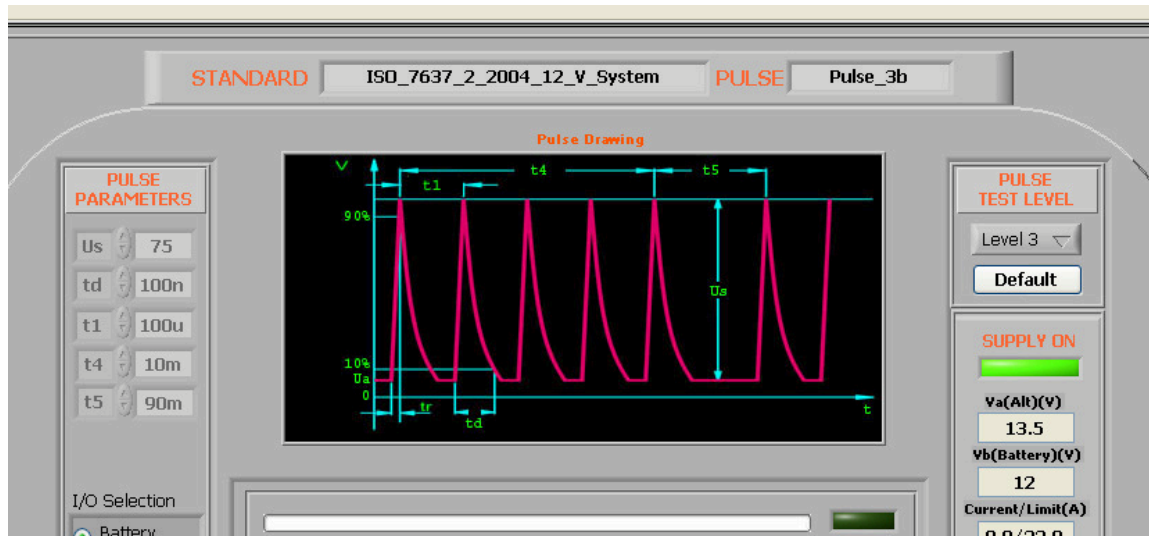 STANDARD ISO_7637_2_2004_12_V_System PULSE Pulse_3b
Pulse Drawing
PULSE
PARAMETERS
Us 75
td 100n
t1 100u
t4 10m
t5 90m
I/O Selection
Battery
V
t4 t5
t1
90%
Us
10%
Ua
0
tr
td
t
PULSE
TEST LEVEL
Level 3
Default
SUPPLY ON
Va(Alt)(V)
13.5
Vb(Battery)(V)
12
Current/Limit(A)